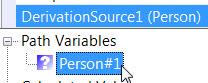 DerivationSource1 (Person)
Path Variables
Person#1